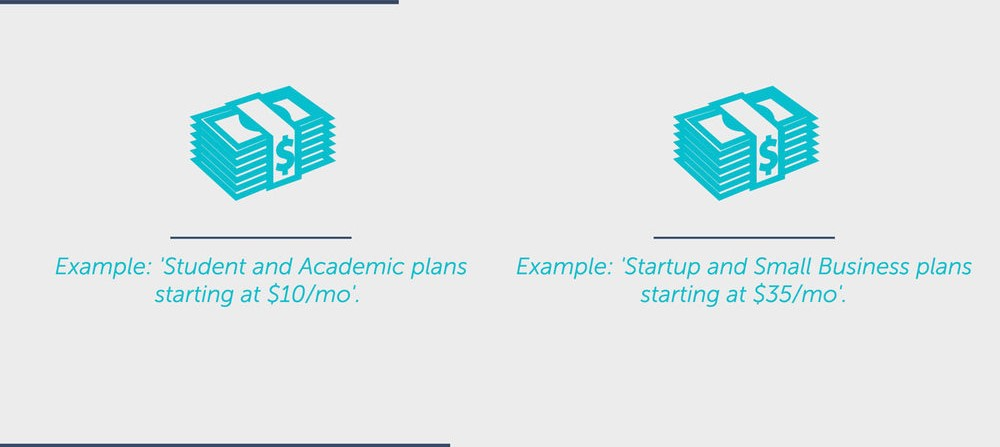 $
$
Example: 'Student and Academic plans
starting at $10/mo'.
Example: 'Startup and Small Business plans
starting at $35/mo'.